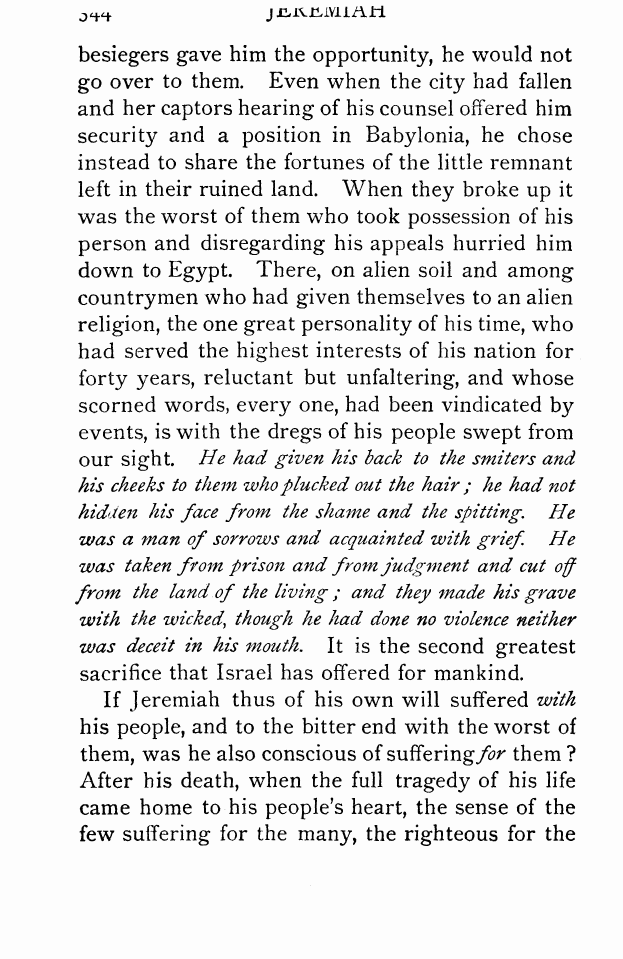 344 JEREMIAH
besiegers gave him the opportunity, he would not
go over to them. Even when the city had fallen
and her captors hearing of his counsel offered him
security and a position in Babylonia, he chose
instead to share the fortunes of the little remnant
left in their ruined land. When they broke up it
was the worst of them who took possession of his
person and disregarding his appeals hurried him
down to Egypt. There, on alien soil and among
countrymen who had given themselves to an alien
religion, the one great personality of his time, who
had served the highest interests of his nation for
forty years, reluctant but unfaltering, and whose
scorned words, every one, had been vindicated by
events, is with the dregs of his people swept from
our sight. He had given his back to the smiters and
his cheeks to them who plucked out the hair; he had not
hidden his face from the shame and the spitting. He
was a man of sorrows and acquainted with grief. He
was taken from prison and from judgment and cut off
from the land of the living; and they made his grave
with the wicked, though he had done no violence neither
was deceit in his mouth. It is the second greatest
sacrifice that Israel has offered for mankind.
If Jeremiah thus of his own will suffered with
his people, and to the bitter end with the worst of
them, was he also conscious of suffering for them?
After his death, when the full tragedy of his life
came home to his people's heart, the sense of the
few suffering for the many, the righteous for the